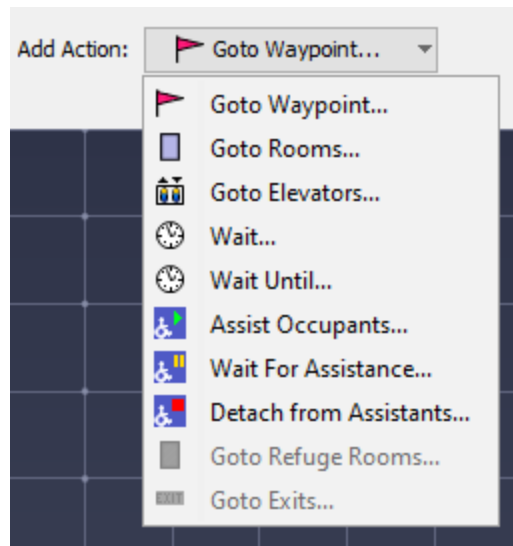 Add Action: Goto Waypoint...
Goto Waypoint...
Goto Rooms...
Goto Elevators...
Wait...
Wait Until...
Assist Occupants...
Wait For Assistance...
Detach from Assistants...
Goto Refuge Rooms...
EXIT Goto Exits...